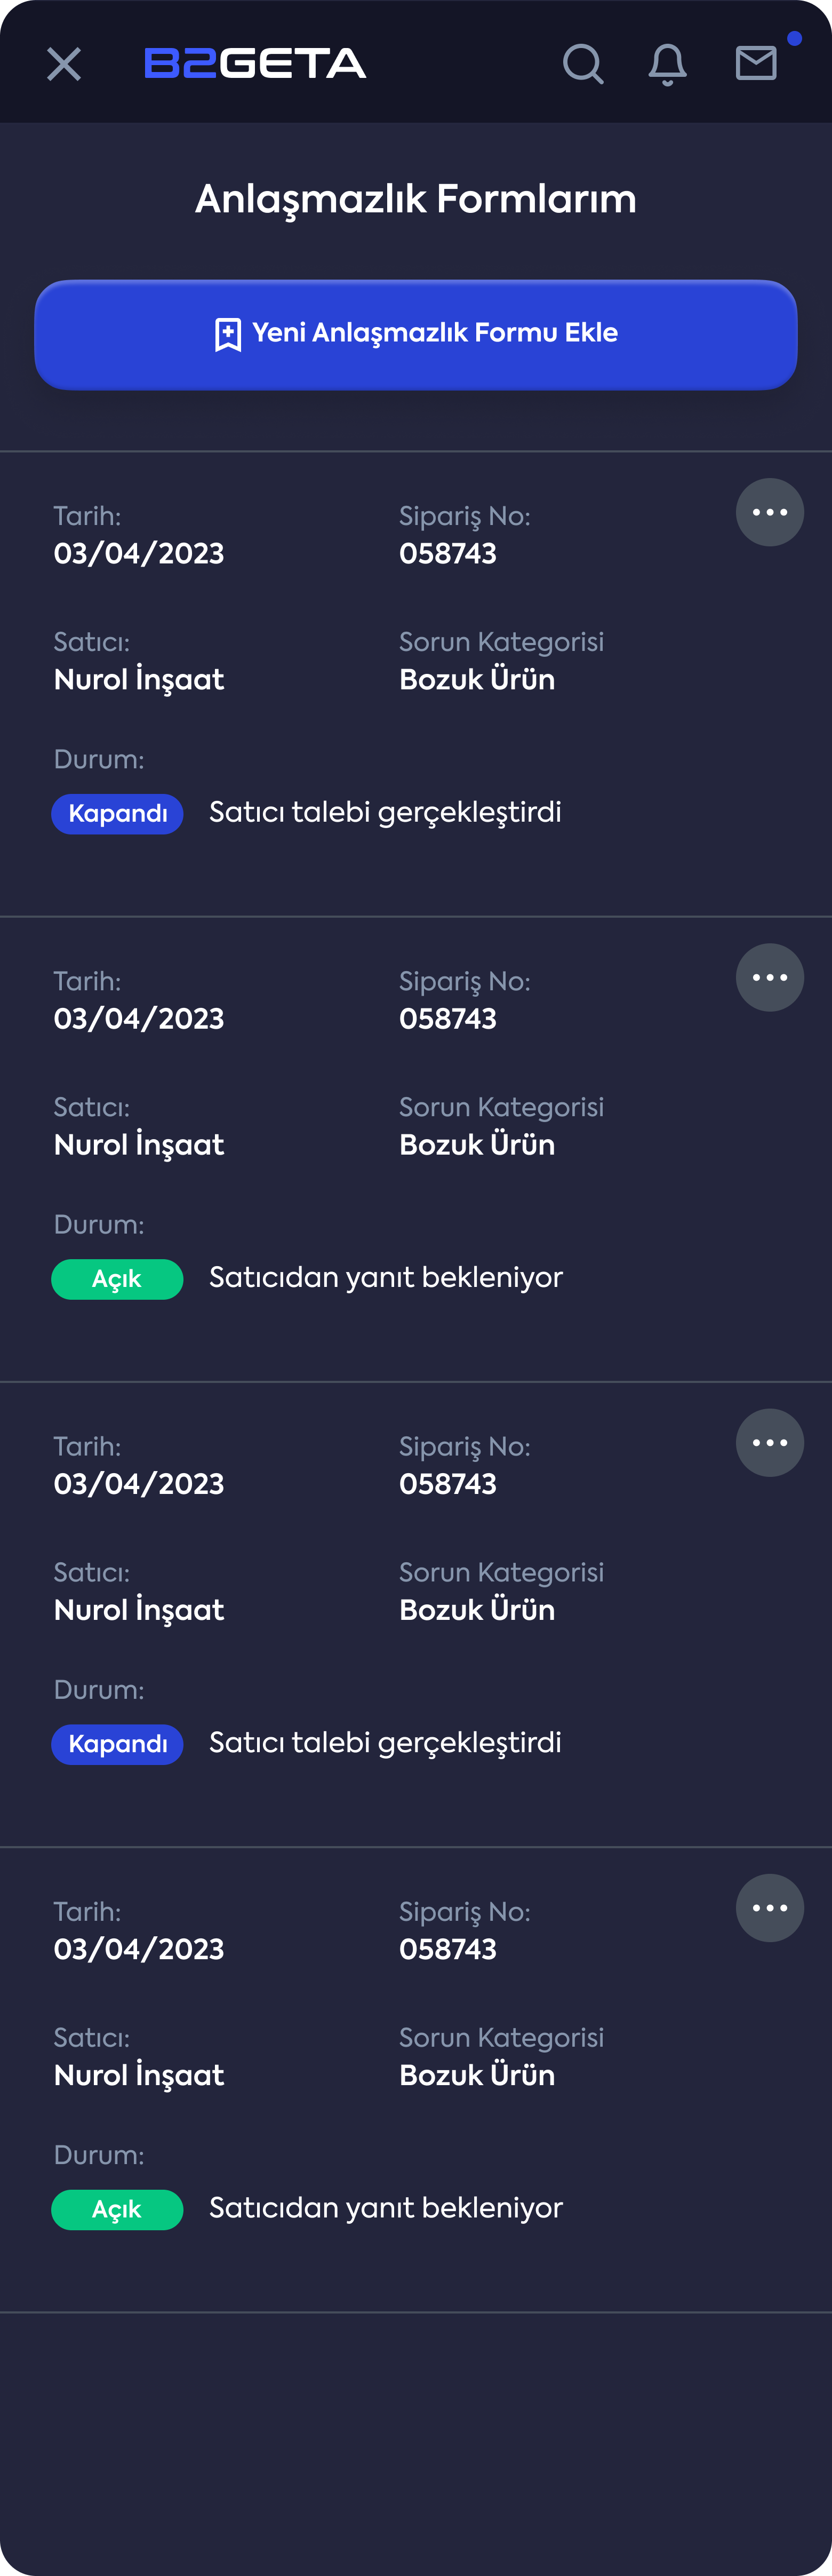 B2GETA
Anlaşmazlık Formlarım
Yeni Anlaşmazlık Formu Ekle
Tarih: Sipariş No:
03/04/2023 058743
Satıcı: Sorun Kategorisi
Nurol İnşaat Bozuk Ürün
Durum:
Kapandı Satıcı talebi gerçekleştirdi
Tarih: Sipariş No:
03/04/2023 058743
Satıcı: Sorun Kategorisi
Nurol İnşaat Bozuk Ürün
Durum:
Açık Satıcıdan yanıt bekleniyor
Tarih: Sipariş No:
03/04/2023 058743
Satıcı: Sorun Kategorisi
Nurol İnşaat Bozuk Ürün
Durum:
Kapandı Satıcı talebi gerçekleştirdi
Tarih: Sipariş No:
03/04/2023 058743
Satıcı: Sorun Kategorisi
Nurol İnşaat Bozuk Ürün
Durum:
Açık Satıcıdan yanıt bekleniyor